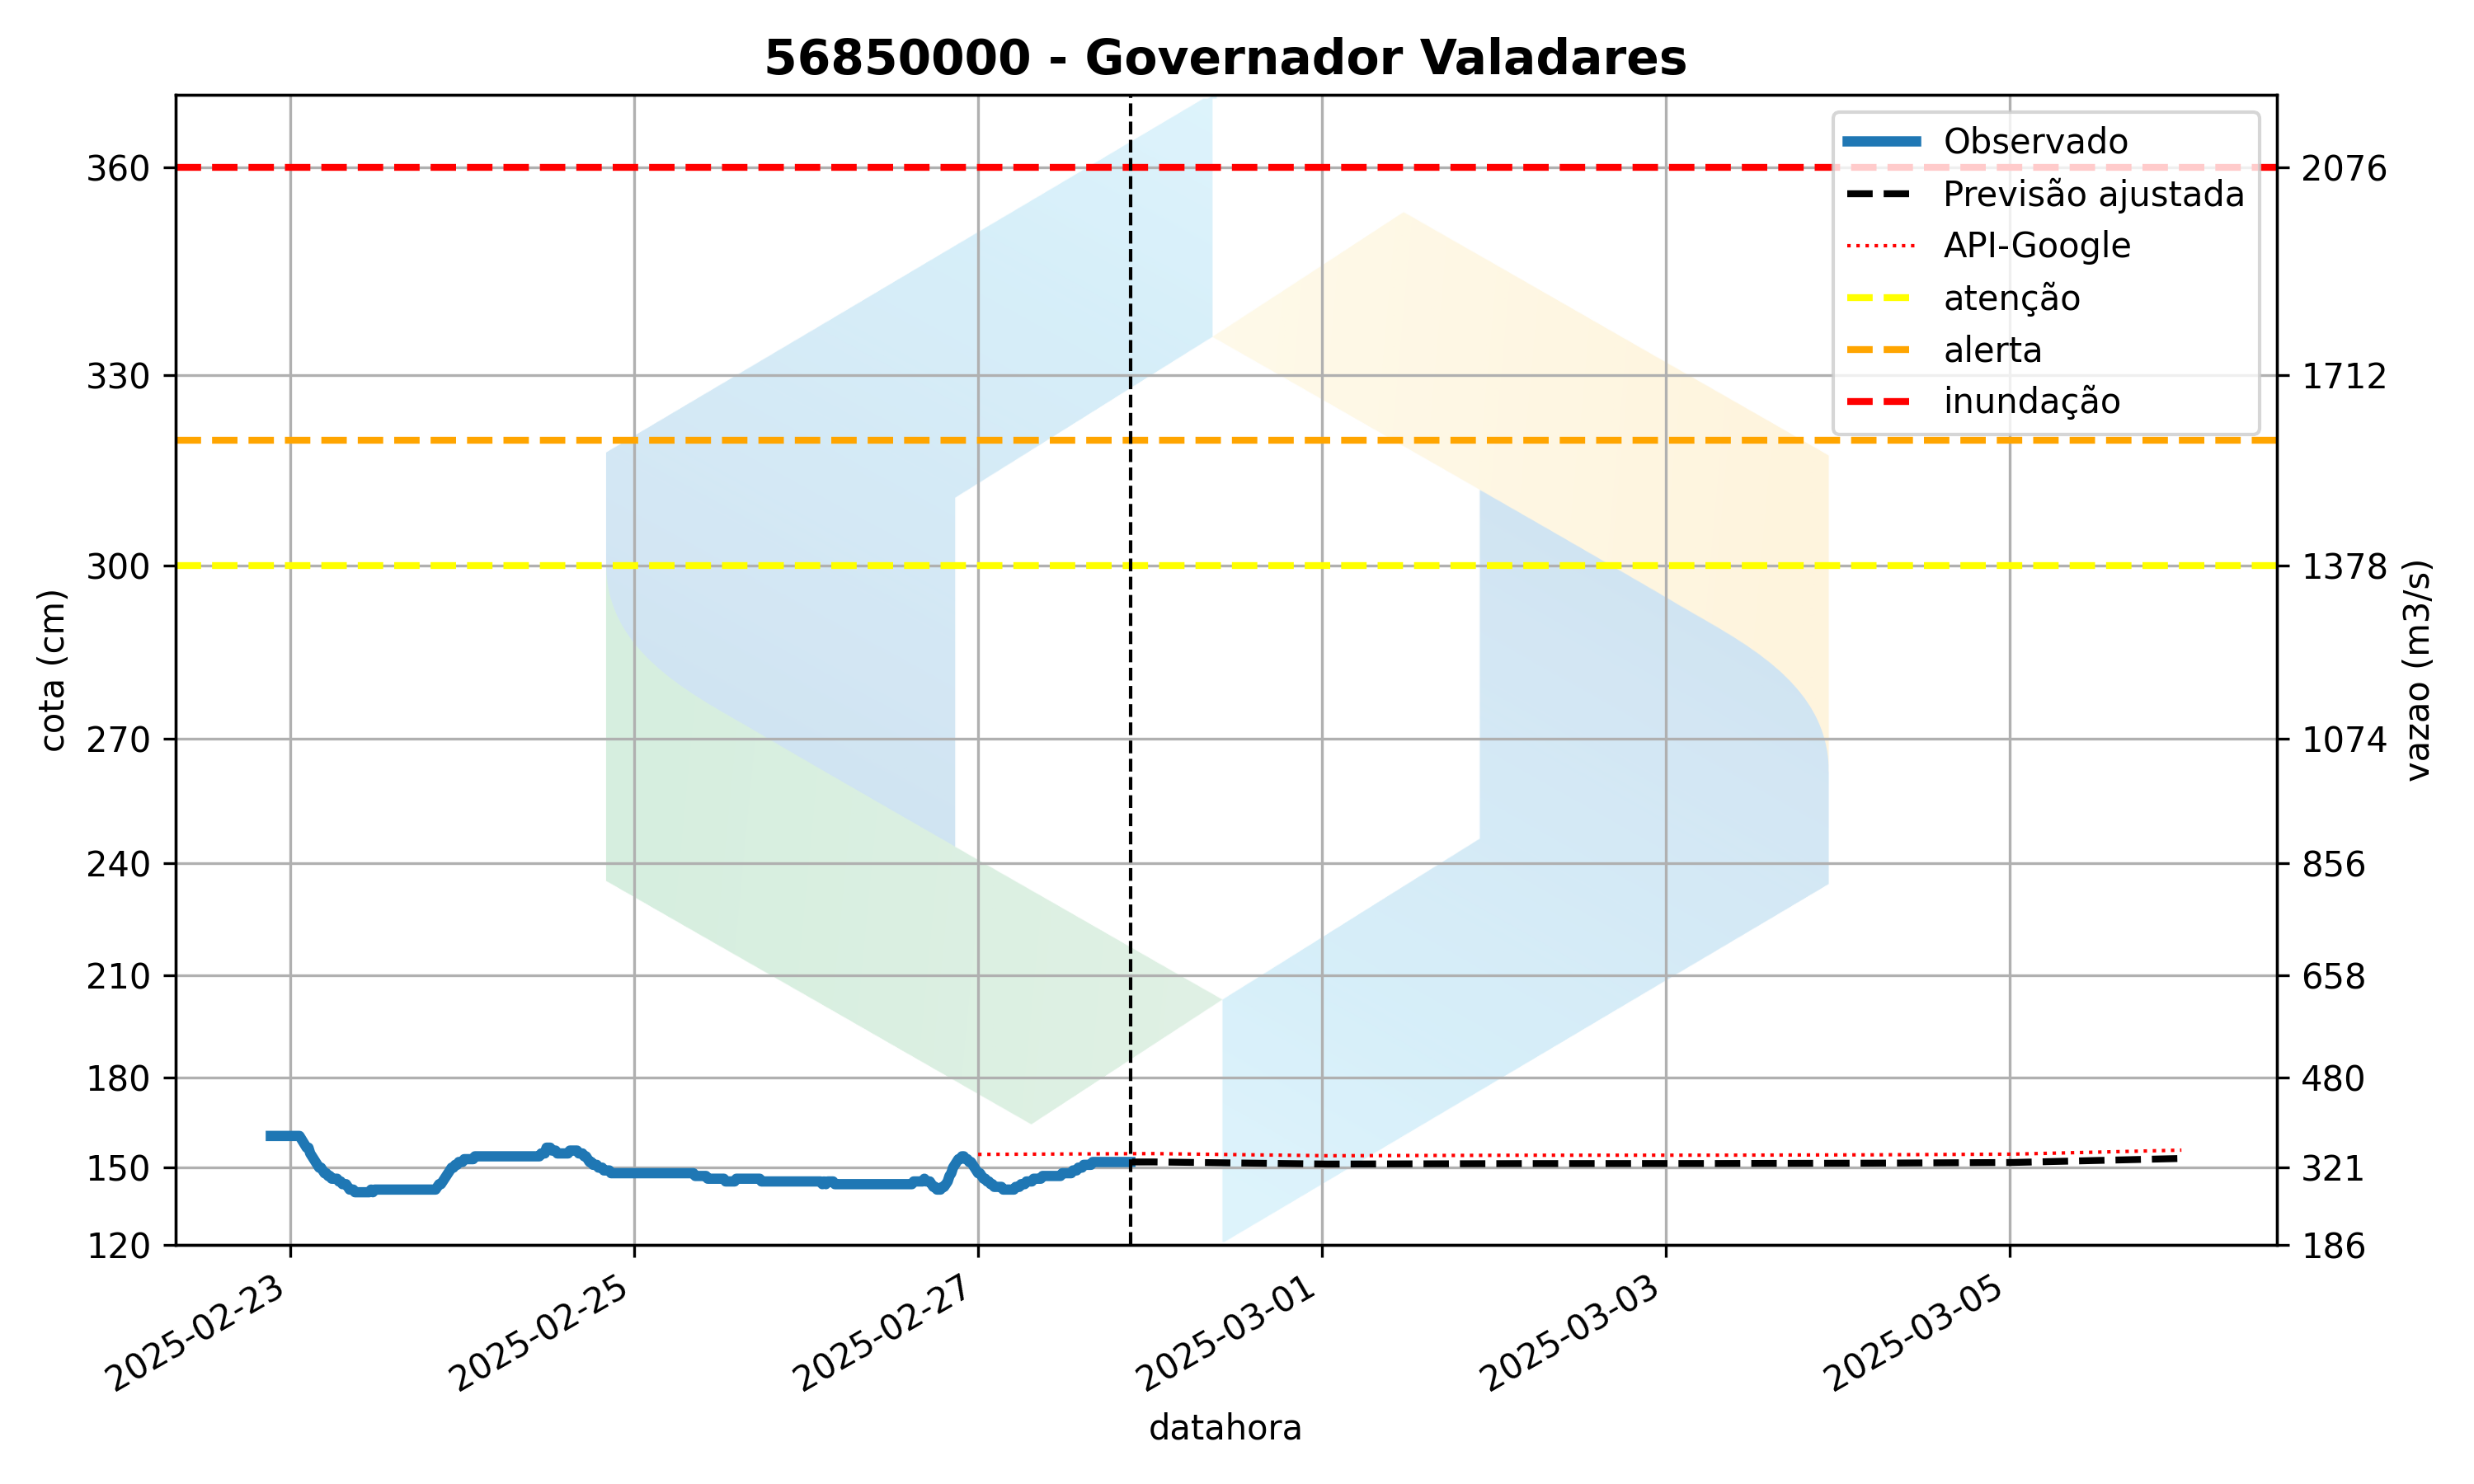 56850000 - Governador Valadares
Observado
Previsão ajustada
API-Google
atenção
alerta
inundação
cota (cm)
360
330
300
270
240
210
180
150
120
2076
1712
1378
1074
856
658
480
321
186
vazao (m3/s)
2025-02-23
2025-02-25
2025-02-27
2025-03-01
2025-03-03
2025-03-05
datahora